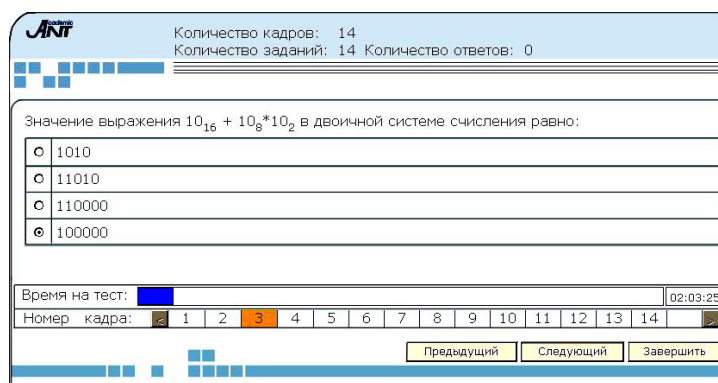 Academic ANT
Количество кадров: 14
Количество заданий: 14 Количество ответов: 0
Значение выражения 10₁₆ + 10₈*10₂ в двоичной системе счисления равно:
1010
11010
110000
100000
Время на тест: 02:03:25
Номер кадра: < 1 2 3 4 5 6 7 8 9 10 11 12 13 14 >
Предыдущий Следующий Завершить